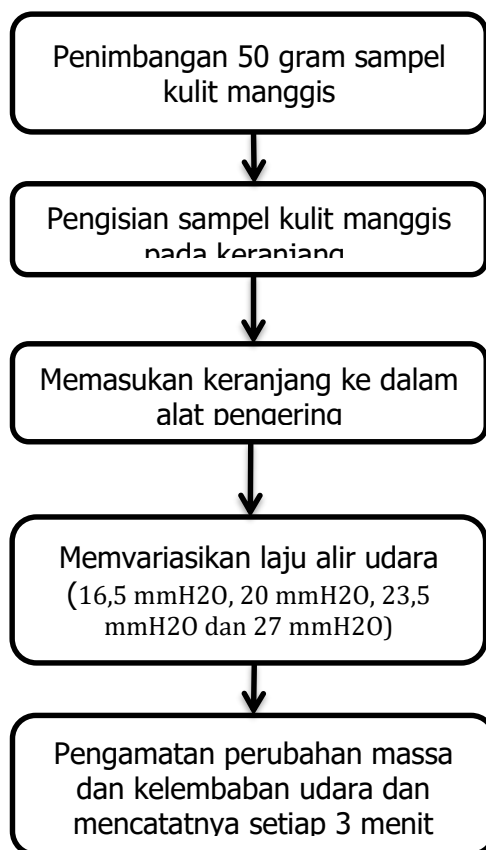 Penimbangan 50 gram sampel
kulit manggis
Pengisian sampel kulit manggis
pada keranjang
Memasukan keranjang ke dalam
alat pengering
Memvariasikan laju alir udara
(16,5 mmH2O, 20 mmH2O, 23,5
mmH2O dan 27 mmH2O)
Pengamatan perubahan massa
dan kelembaban udara dan
mencatatnya setiap 3 menit